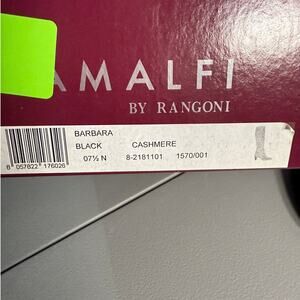 AMALFI
BY RANGONI
BARBARA
BLACK CASHMERE
07½ N 8-2181101 1570/001
8 057822 176026